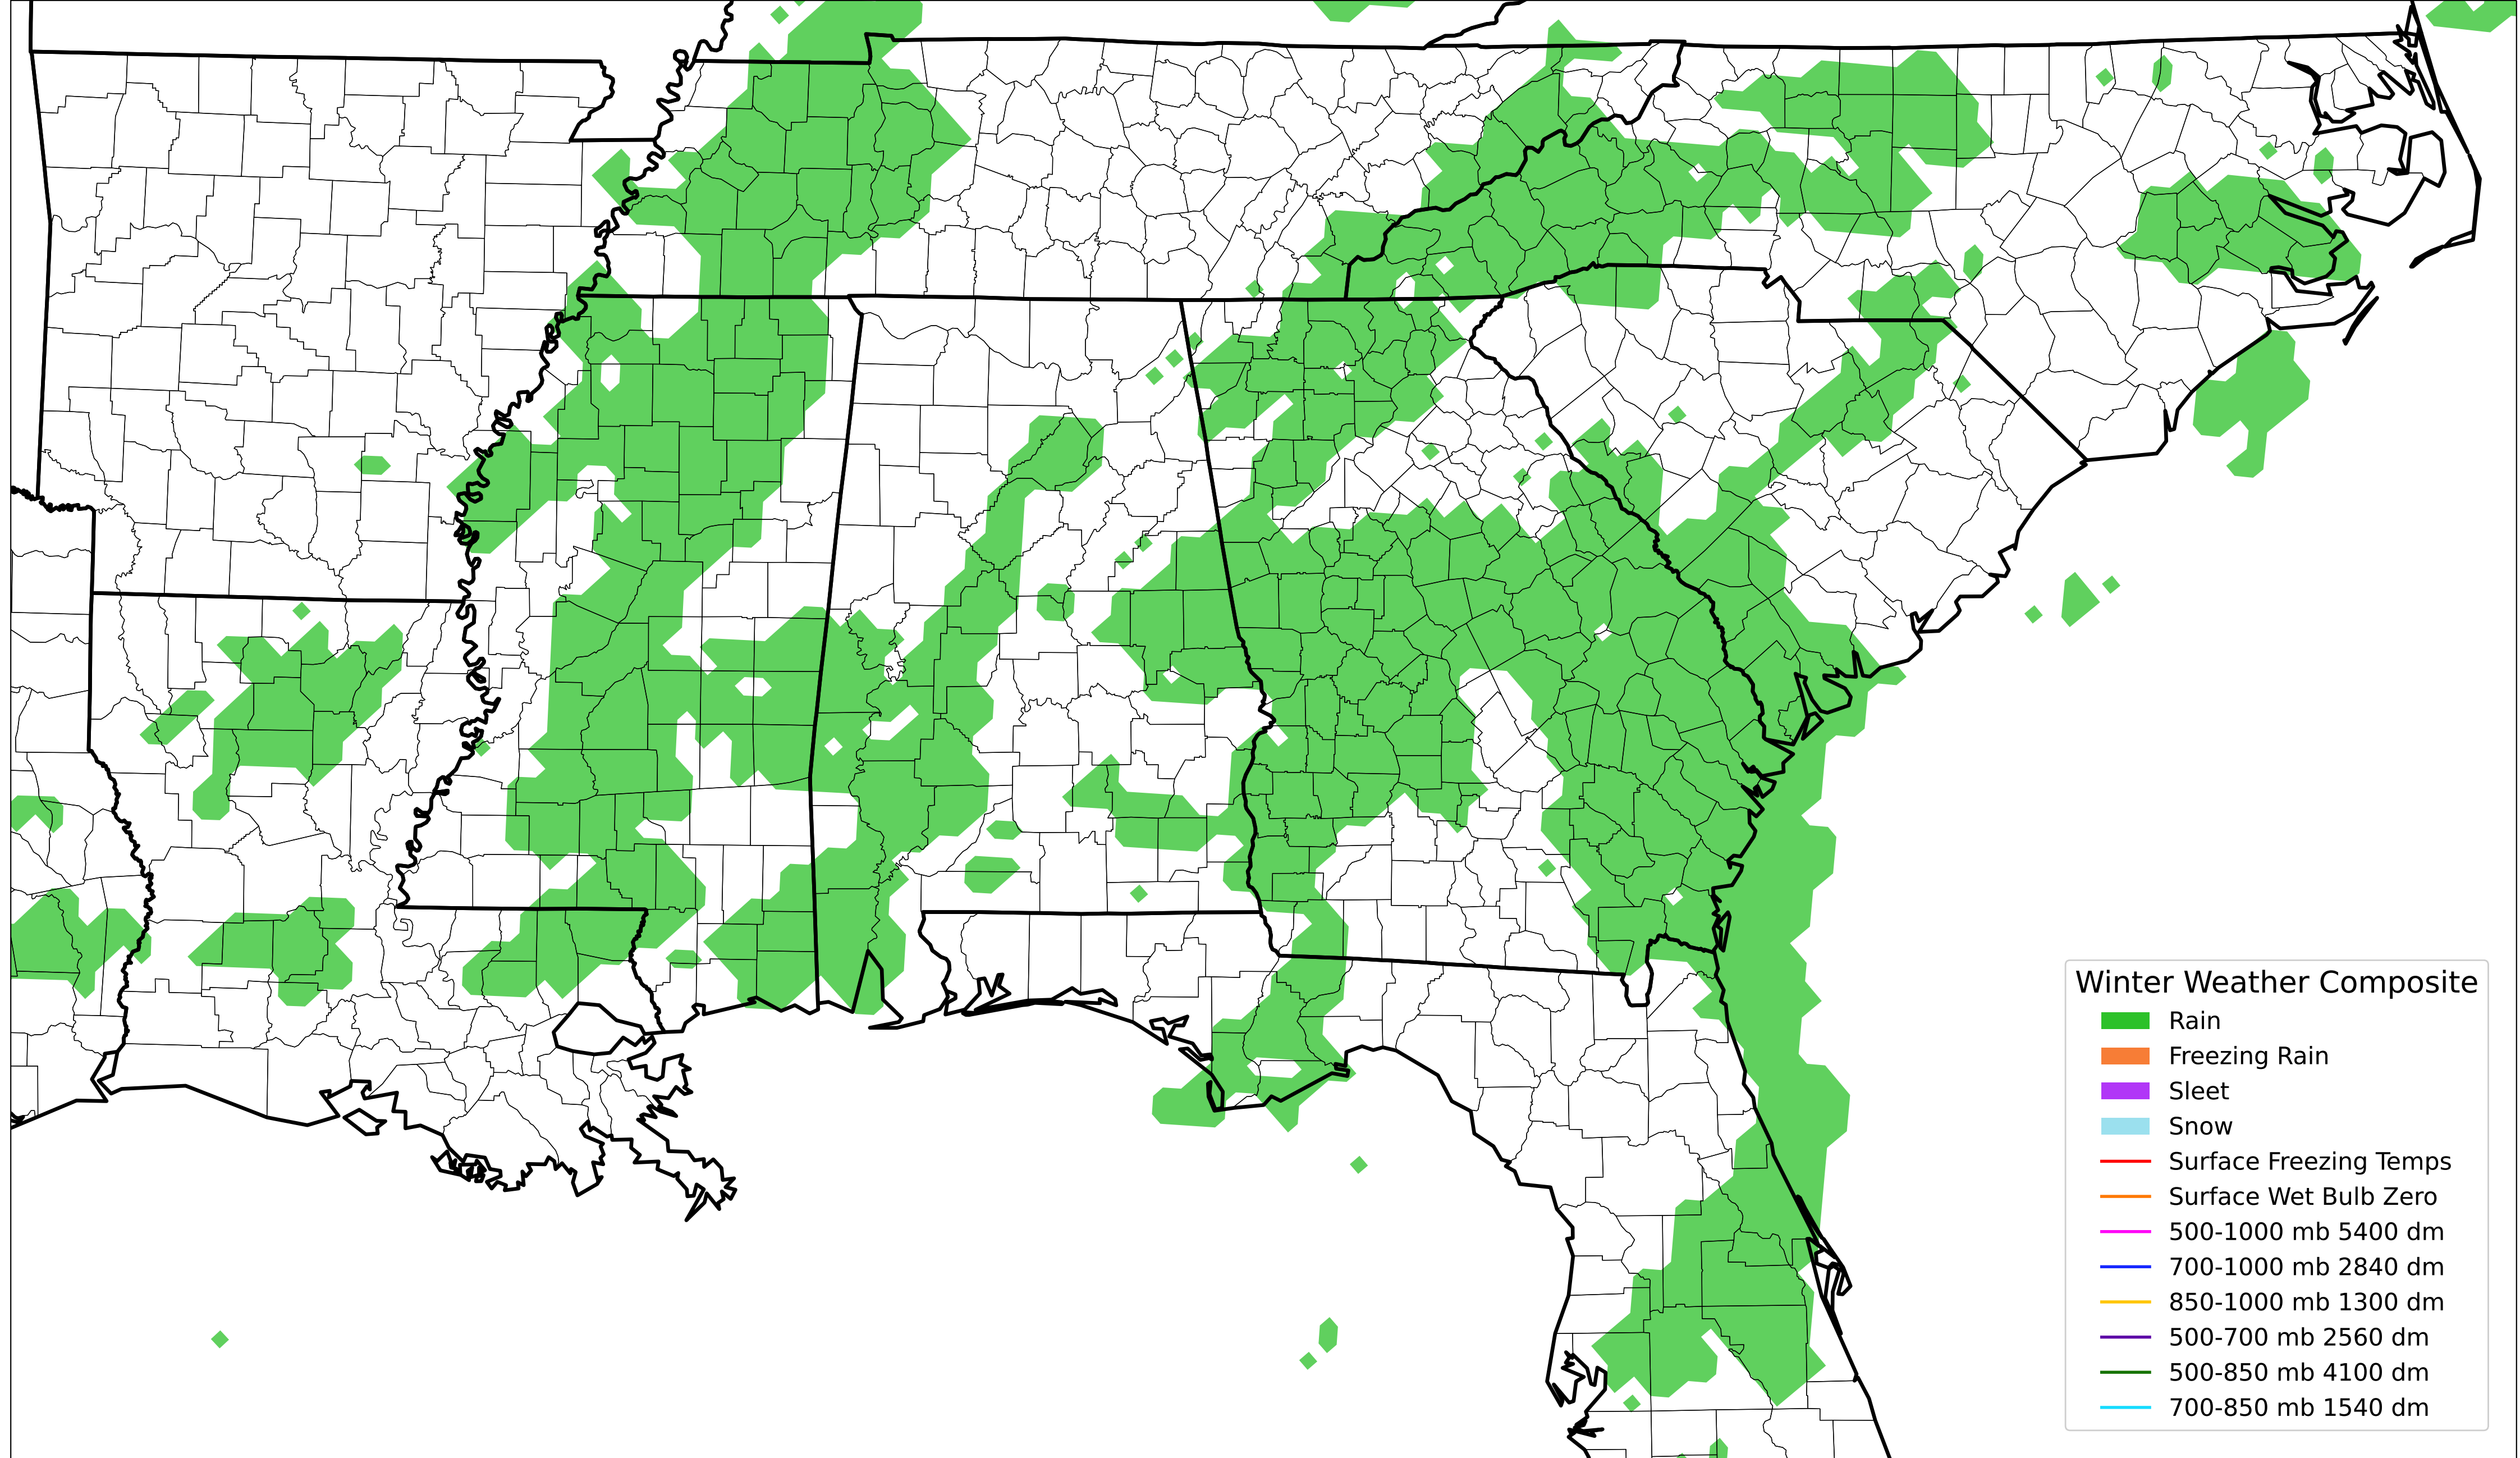 Winter Weather Composite
Rain
Freezing Rain
Sleet
Snow
Surface Freezing Temps
Surface Wet Bulb Zero
500-1000 mb 5400 dm
700-1000 mb 2840 dm
850-1000 mb 1300 dm
500-700 mb 2560 dm
500-850 mb 4100 dm
700-850 mb 1540 dm